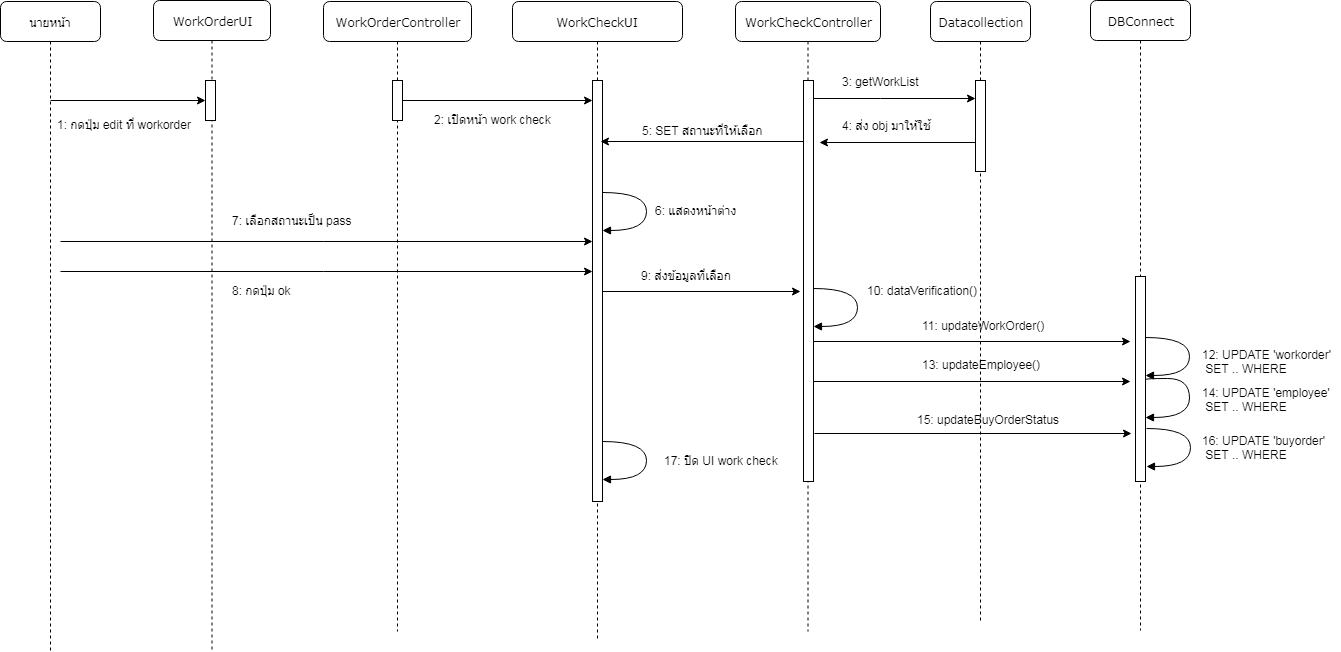 นายหน้า
WorkOrderUI
WorkOrderController
WorkCheckUI
WorkCheckController
Datacollection
DBConnect
3: getWorkList
1: กดปุ่ม edit ที่ workorder
2: เปิดหน้า work check
5: SET สถานะที่ให้เลือก
4: ส่ง obj มาให้ใช้
6: แสดงหน้าต่าง
7: เลือกสถานะเป็น pass
9: ส่งข้อมูลที่เลือก
8: กดปุ่ม ok
10: dataVerification()
11: updateWorkOrder()
12: UPDATE 'workorder'
SET .. WHERE
13: updateEmployee()
14: UPDATE 'employee'
SET .. WHERE
15: updateBuyOrderStatus
16: UPDATE 'buyorder'
SET .. WHERE
17: ปิด UI work check